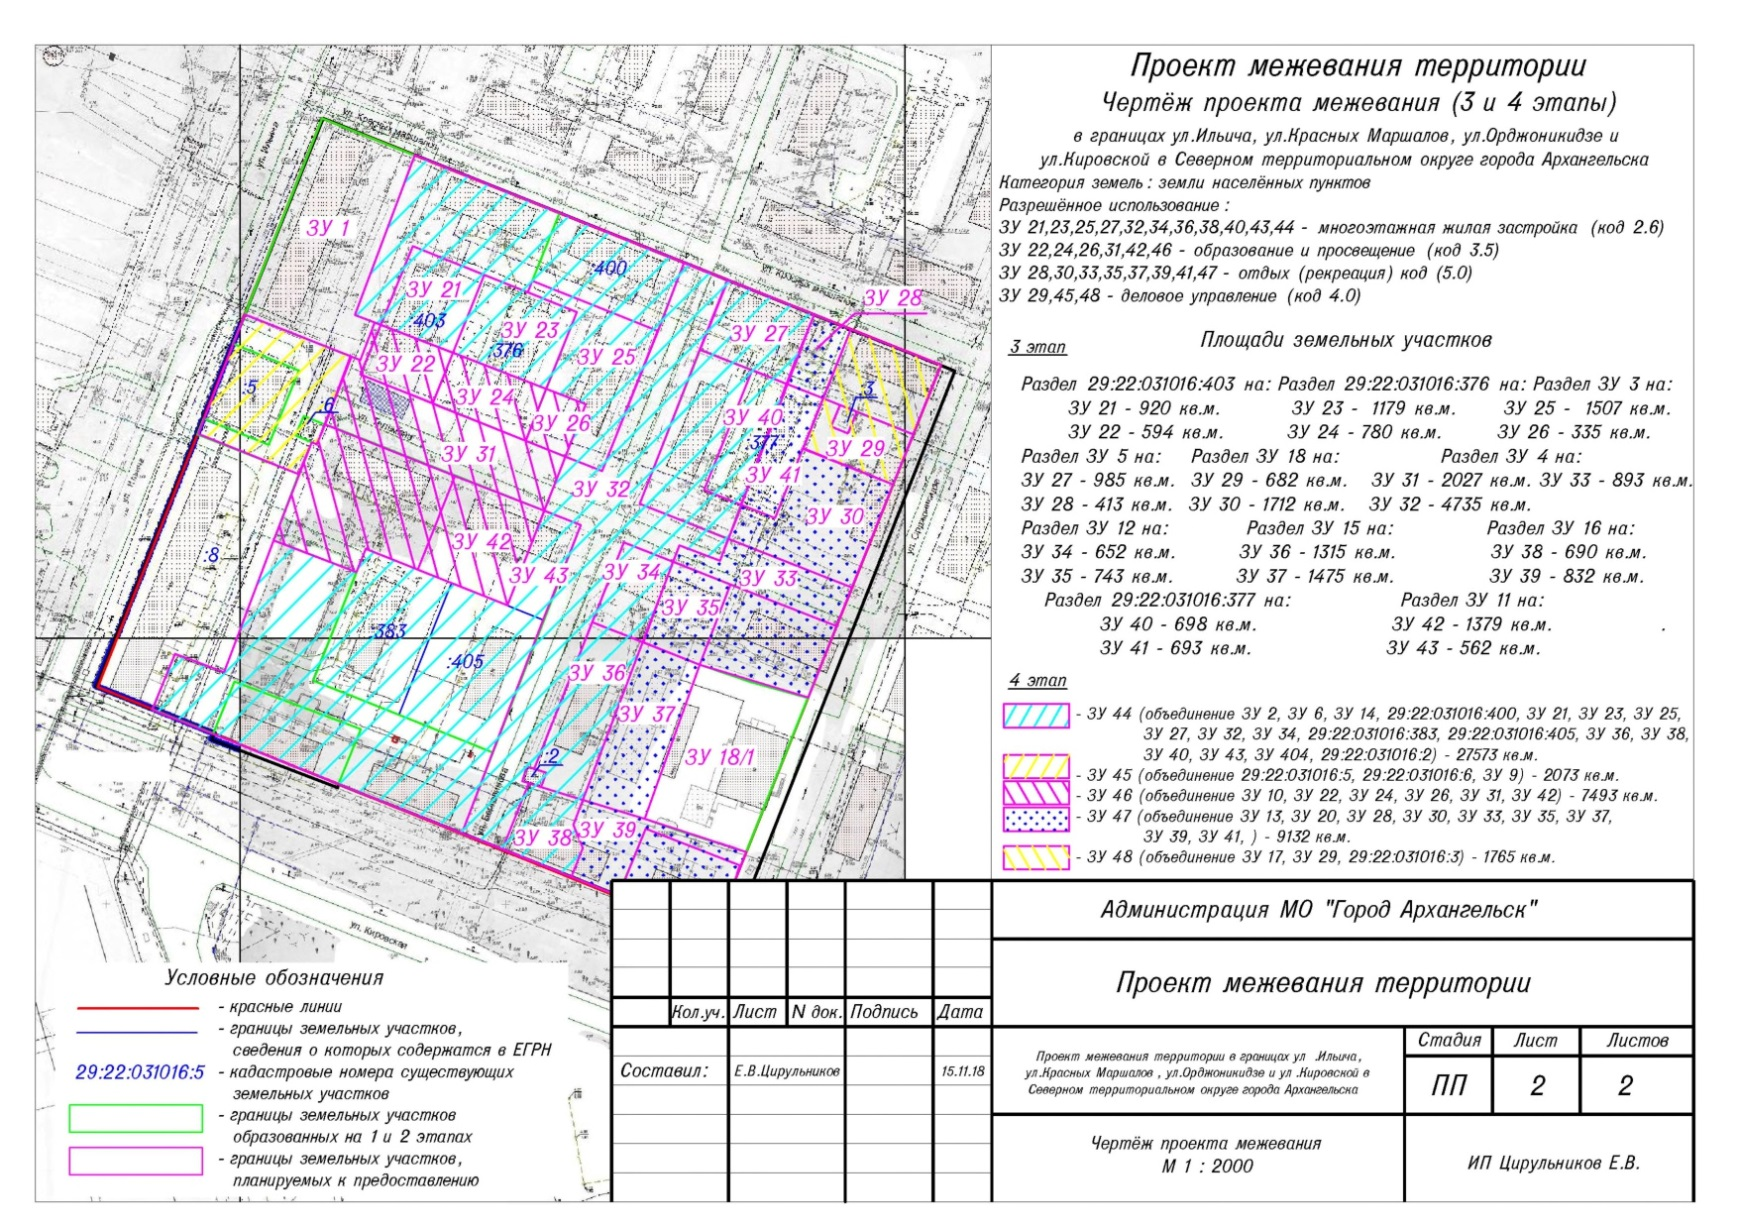 Проект межевания территории
Чертёж проекта межевания (3 и 4 этапы)
в границах ул.Ильича, ул.Красных Маршалов, ул.Орджоникидзе и
ул.Кировской в Северном территориальном округе города Архангельска
Категория земель: земли населённых пунктов
Разрешённое использование:
ЗУ 21,23,25,27,32,34,36,38,40,43,44 - многоэтажная жилая застройка (код 2.6)
ЗУ 22,24,26,31,42,46 - образование и просвещение (код 3.5)
ЗУ 28,30,33,35,37,39,41,47 - отдых (рекреация) код (5.0)
ЗУ 29,45,48 - деловое управление (код 4.0)
Площади земельных участков
3 этап
Раздел 29:22:031016:403 на: Раздел 29:22:031016:376 на: Раздел ЗУ 3 на:
ЗУ 21 - 920 кв.м. ЗУ 23 - 1179 кв.м. ЗУ 25 - 1507 кв.м.
ЗУ 22 - 594 кв.м. ЗУ 24 - 780 кв.м. ЗУ 26 - 335 кв.м.
Раздел ЗУ 5 на: Раздел ЗУ 18 на: Раздел ЗУ 4 на:
ЗУ 27 - 985 кв.м. ЗУ 29 - 682 кв.м. ЗУ 31 - 2027 кв.м. ЗУ 33 - 893 кв.м.
ЗУ 28 - 413 кв.м. ЗУ 30 - 1712 кв.м. ЗУ 32 - 4735 кв.м.
Раздел ЗУ 12 на: Раздел ЗУ 15 на: Раздел ЗУ 16 на:
ЗУ 34 - 652 кв.м. ЗУ 36 - 1315 кв.м. ЗУ 38 - 690 кв.м.
ЗУ 35 - 743 кв.м. ЗУ 37 - 1475 кв.м. ЗУ 39 - 832 кв.м.
Раздел 29:22:031016:377 на: Раздел ЗУ 11 на:
ЗУ 40 - 698 кв.м. ЗУ 42 - 1379 кв.м.
ЗУ 41 - 693 кв.м. ЗУ 43 - 562 кв.м.
4 этап
- ЗУ 44 (объединение ЗУ 2, ЗУ 6, ЗУ 14, 29:22:031016:400, ЗУ 21, ЗУ 23, ЗУ 25,
ЗУ 27, ЗУ 32, ЗУ 34, 29:22:031016:383, 29:22:031016:405, ЗУ 36, ЗУ 38,
ЗУ 40, ЗУ 43, ЗУ 404, 29:22:031016:2) - 27573 кв.м.
- ЗУ 45 (объединение 29:22:031016:5, 29:22:031016:6, ЗУ 9) - 2073 кв.м.
- ЗУ 46 (объединение ЗУ 10, ЗУ 22, ЗУ 24, ЗУ 26, ЗУ 31, ЗУ 42) - 7493 кв.м.
- ЗУ 47 (объединение ЗУ 13, ЗУ 20, ЗУ 28, ЗУ 30, ЗУ 33, ЗУ 35, ЗУ 37,
ЗУ 39, ЗУ 41, ) - 9132 кв.м.
- ЗУ 48 (объединение ЗУ 17, ЗУ 29, 29:22:031016:3) - 1765 кв.м.
ЗУ 1
:400
ЗУ 21
:403
ЗУ 28
ЗУ 23
ЗУ 27
:376
ЗУ 25
ЗУ 22
:5
:3
ЗУ 24
:6
ЗУ 40
ЗУ 26
:377
ЗУ 29
ЗУ 31
ЗУ 41
ЗУ 32
ЗУ 30
ЗУ 42
:8
ЗУ 43
ЗУ 34
ЗУ 33
ЗУ 35
:383
:405
ЗУ 36
ЗУ 37
:2
ЗУ 18/1
ЗУ 38
ЗУ 39
ул. Кировская
Условные обозначения
- красные линии
- границы земельных участков,
сведения о которых содержатся в ЕГРН
29:22:031016:5 - кадастровые номера существующих
земельных участков
- границы земельных участков
образованных на 1 и 2 этапах
- границы земельных участков,
планируемых к предоставлению
Кол.уч. Лист N док. Подпись Дата
Составил: Е.В.Цирульников 15.11.18
Администрация МО "Город Архангельск"
Проект межевания территории
Проект межевания территории в границах ул .Ильича,
ул.Красных Маршалов , ул.Орджоникидзе и ул .Кировской в
Северном территориальном округе города Архангельска
Стадия Лист Листов
ПП 2 2
Чертёж проекта межевания
М 1 : 2000
ИП Цирульников Е.В.